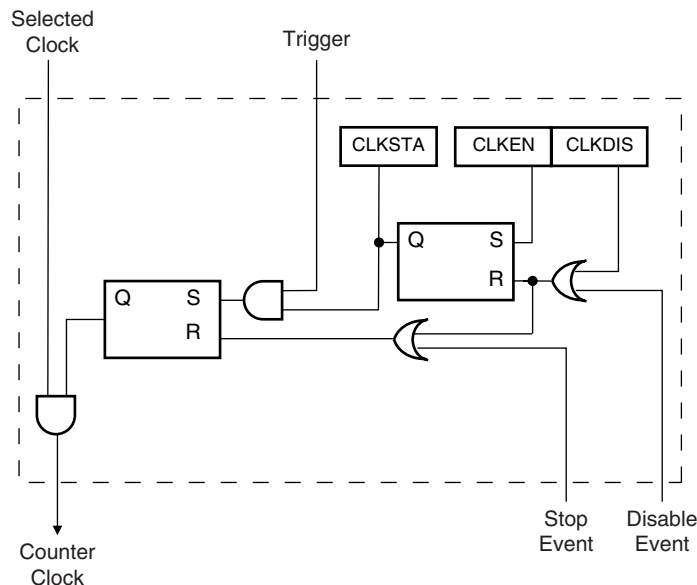 Selected
Clock
Trigger
CLKSTA
CLKEN
CLKDIS
Q
S
R
Q
S
R
Stop
Event
Disable
Event
Counter
Clock